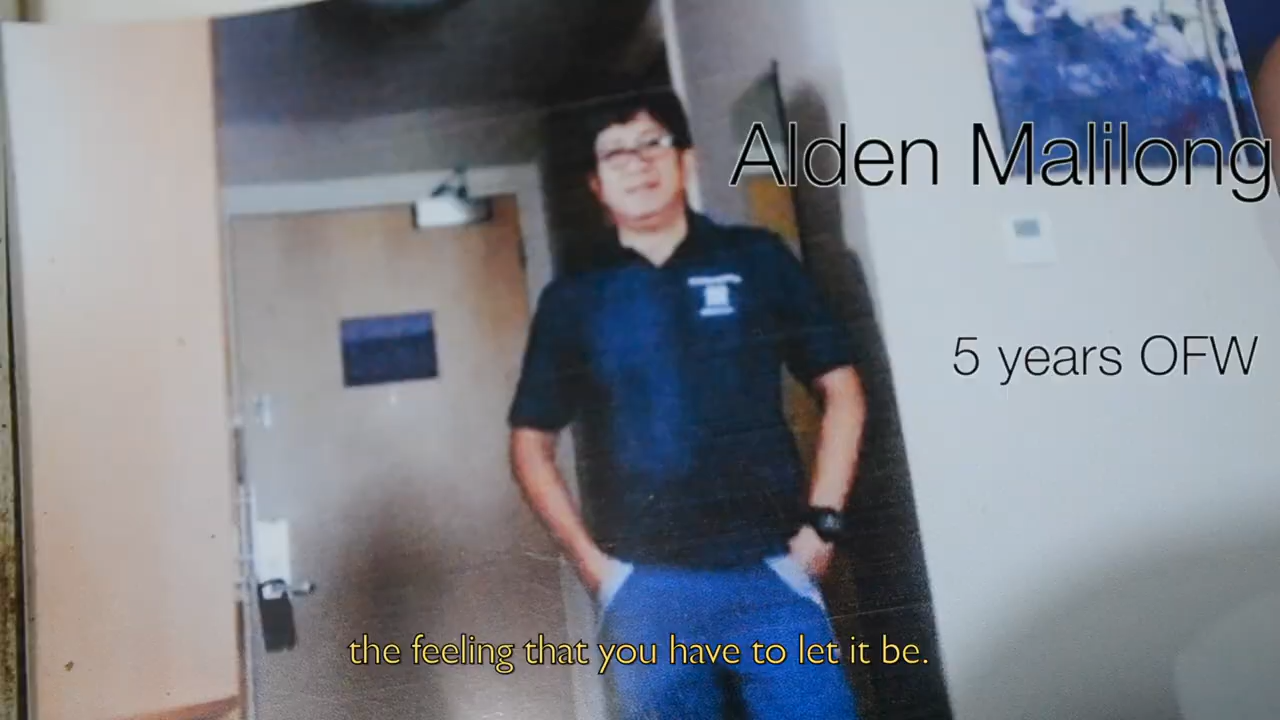 Alden Malilong
5 years OFW
the feeling that you have to let it be.